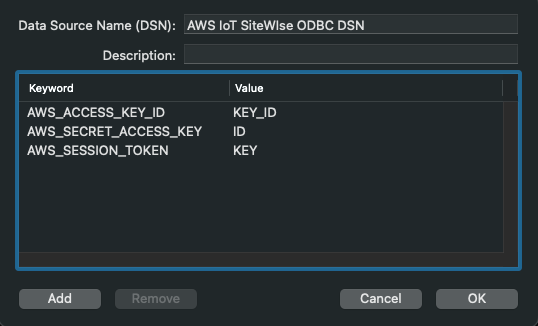 Data Source Name (DSN): AWS IoT SiteWIse ODBC DSN
Description:
Keyword Value
AWS_ACCESS_KEY_ID KEY_ID
AWS_SECRET_ACCESS_KEY ID
AWS_SESSION_TOKEN KEY
Add Remove Cancel OK